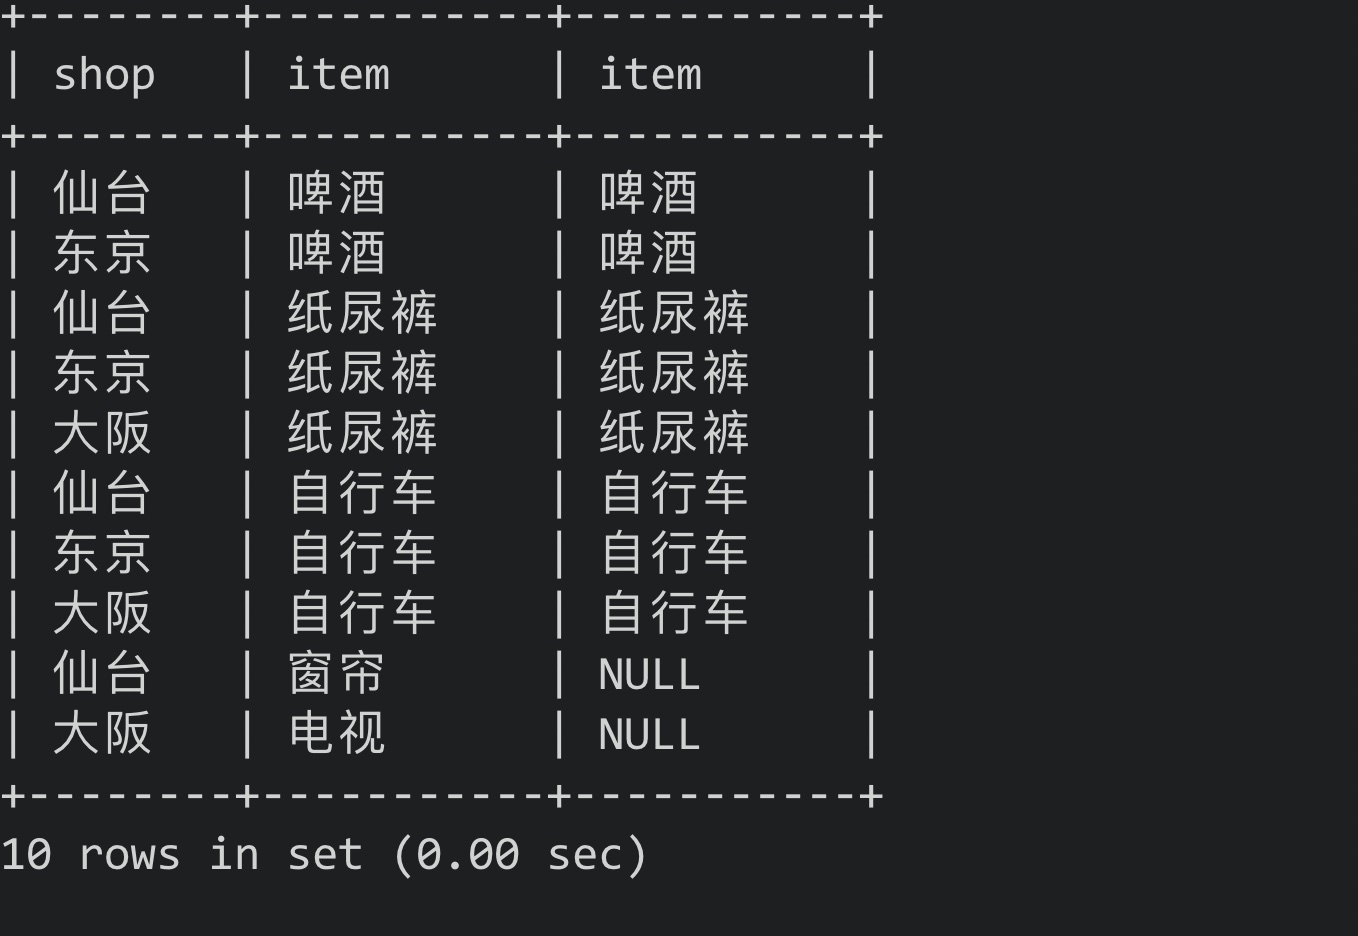 +--------+-----------+-----------+
| shop   | item      | item      |
+--------+-----------+-----------+
| 仙台   | 啤酒      | 啤酒      |
| 东京   | 啤酒      | 啤酒      |
| 仙台   | 纸尿裤    | 纸尿裤    |
| 东京   | 纸尿裤    | 纸尿裤    |
| 大阪   | 纸尿裤    | 纸尿裤    |
| 仙台   | 自行车    | 自行车    |
| 东京   | 自行车    | 自行车    |
| 大阪   | 自行车    | 自行车    |
| 仙台   | 窗帘      | NULL      |
| 大阪   | 电视      | NULL      |
+--------+-----------+-----------+
10 rows in set (0.00 sec)